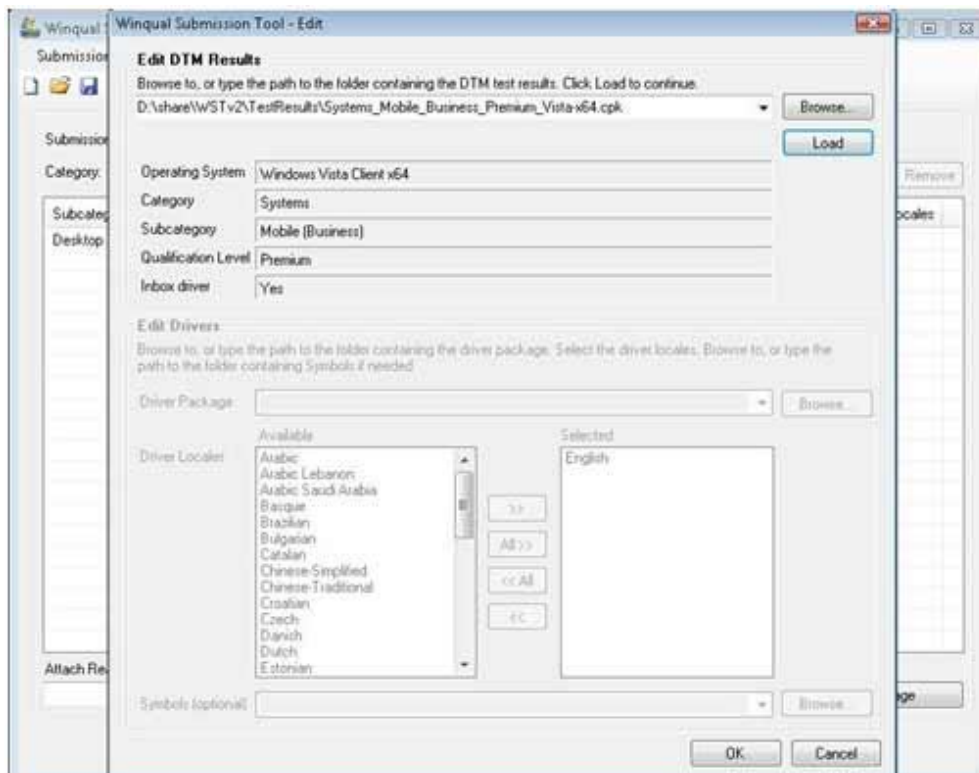 Winqual Submission Tool - Edit
Winqual
Submission
Edit DTM Results
Browse to, or type the path to the folder containing the DTM test results. Click Load to continue.
D:\share\WSTv2\TestResults\Systems_Mobile_Business_Premium_Vista-x64.cpk
Browse...
Load
Submission
Category:
Remove
Operating System
Windows Vista Client x64
Category
Systems
Subcategory
Mobile (Business)
Qualification Level
Premium
Inbox driver
Yes
Subcateg
ocales
Desktop
Edit Drivers
Browse to, or type the path to the folder containing the driver package. Select the driver locales. Browse to, or type the
path to the folder containing Symbols if needed
Driver Package
Browse...
Available
Selected
Driver Locales
Arabic
Arabic Lebanon
Arabic Saudi Arabia
Basque
Brazilian
Bulgarian
Catalan
Chinese-Simplified
Chinese-Traditional
Croatian
Czech
Danish
Dutch
Estonian
English
>>
All >>
<< All
<<
Attach Re
age
Symbols (optional)
Browse...
OK
Cancel